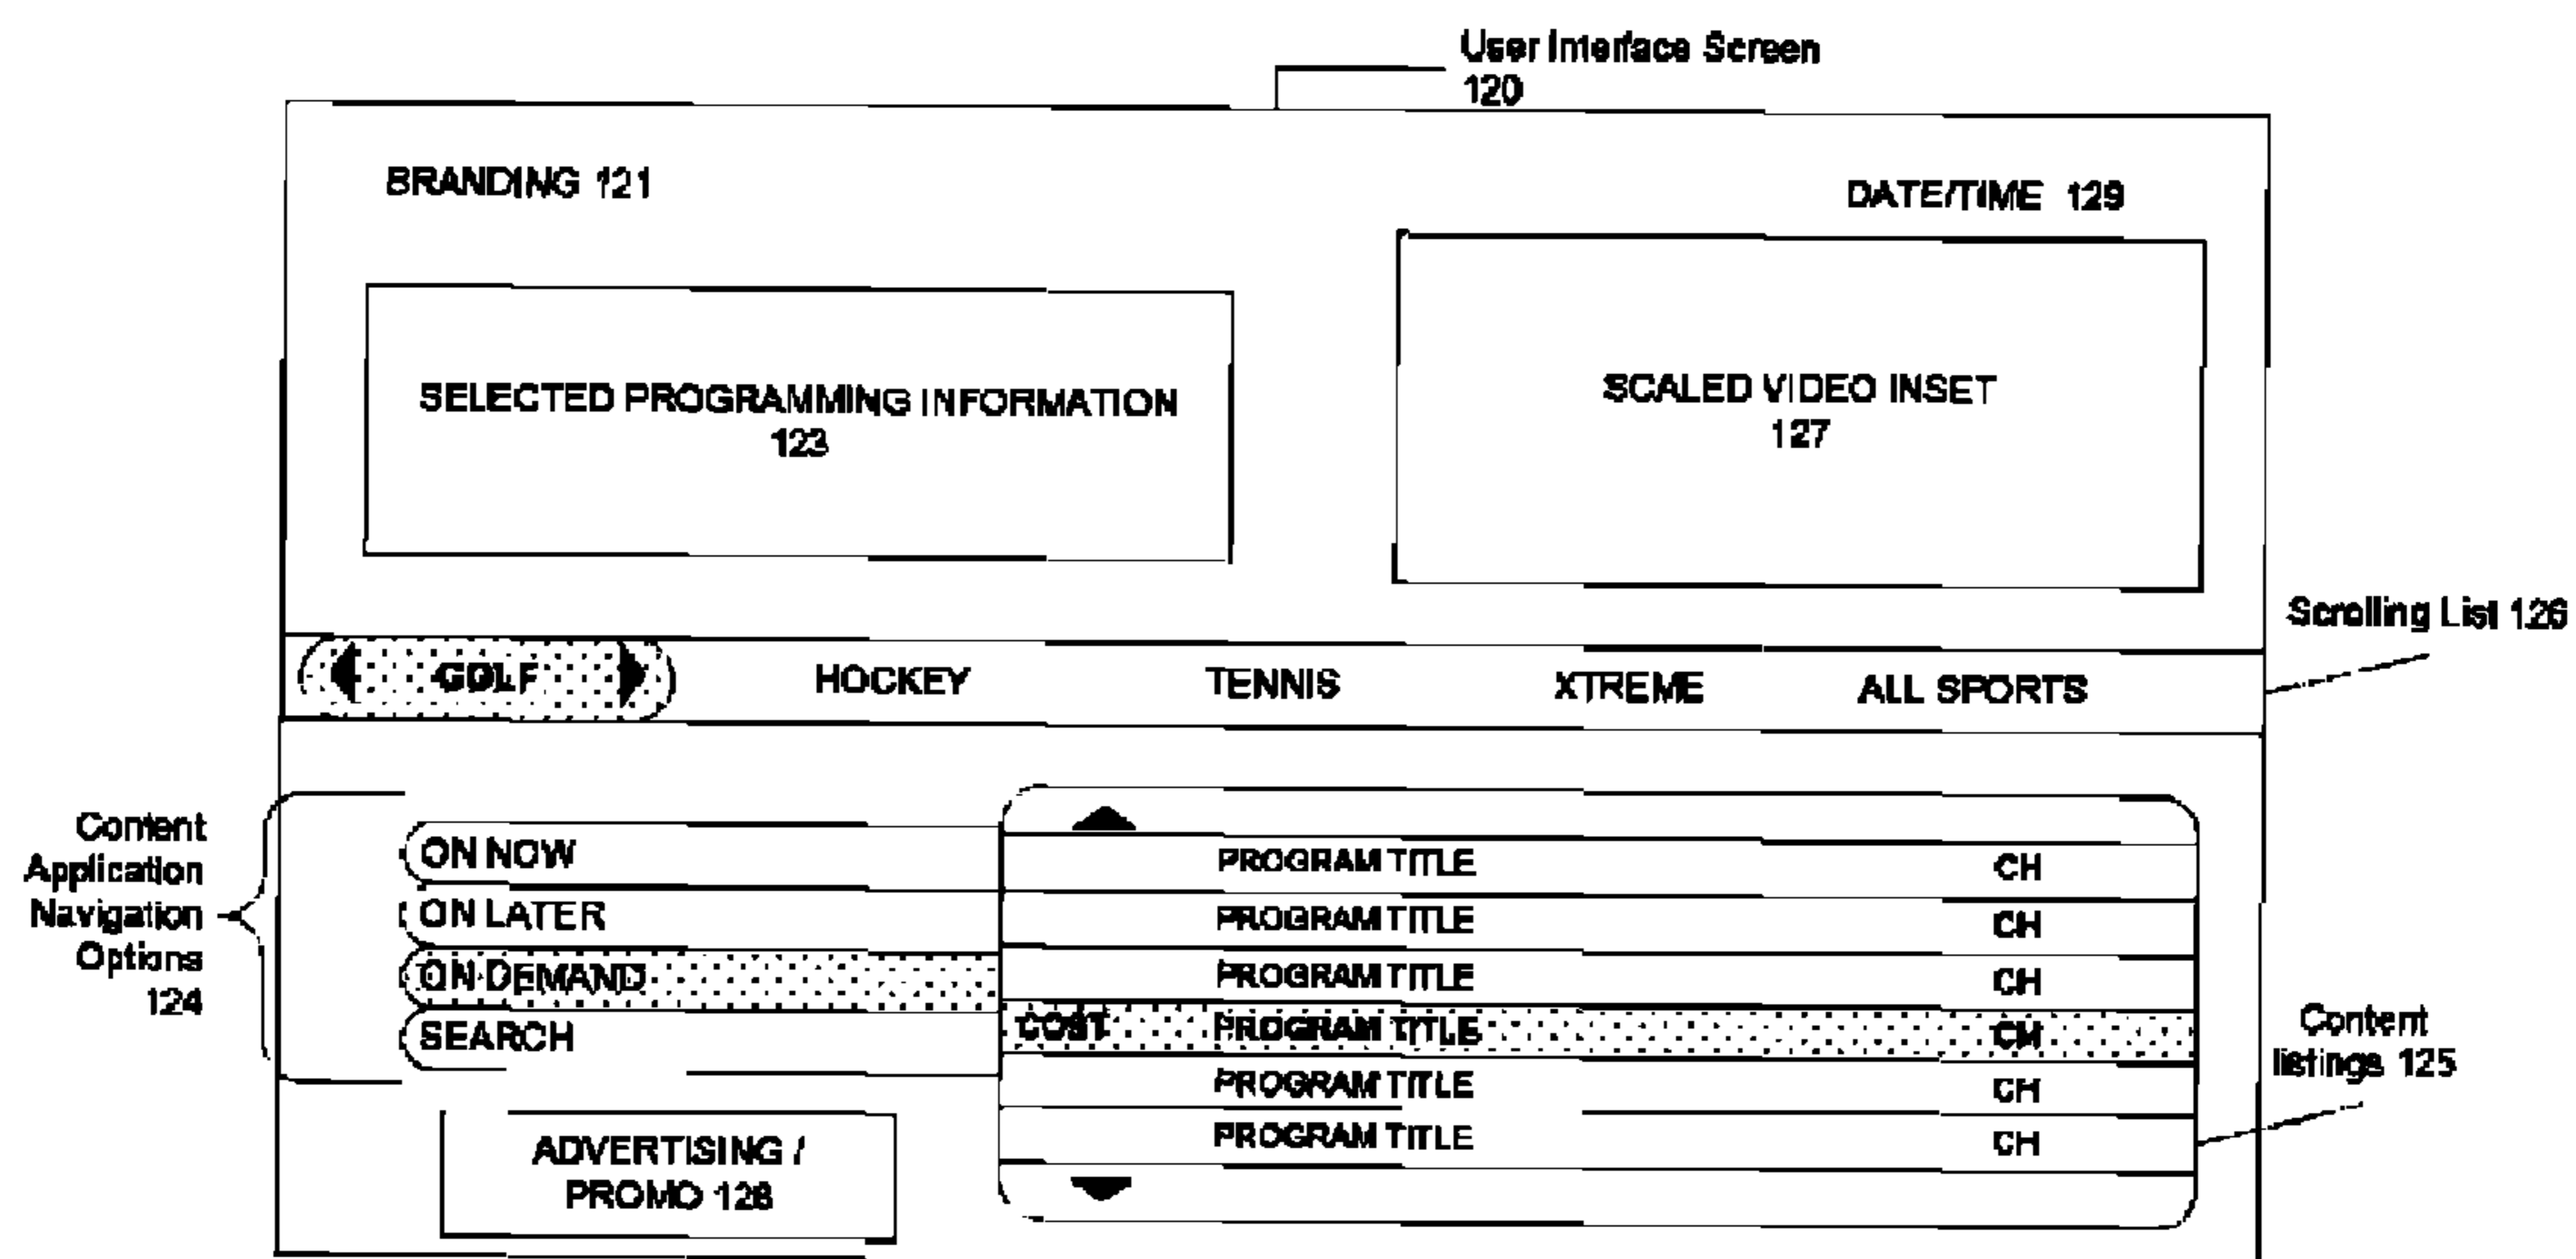 User Interface Screen
120
BRANDING 121
DATE/TIME 129
SELECTED PROGRAMMING INFORMATION
123
SCALED VIDEO INSET
127
Scrolling List 126
GOLF
HOCKEY
TENNIS
XTREME
ALL SPORTS
Content
Application
Navigation
Options
124
ON NOW
ON LATER
ON DEMAND
SEARCH
PROGRAM TITLE CH
PROGRAM TITLE CH
PROGRAM TITLE CH
COST PROGRAM TITLE CH
PROGRAM TITLE CH
PROGRAM TITLE CH
Content
listings 125
ADVERTISING /
PROMO 128